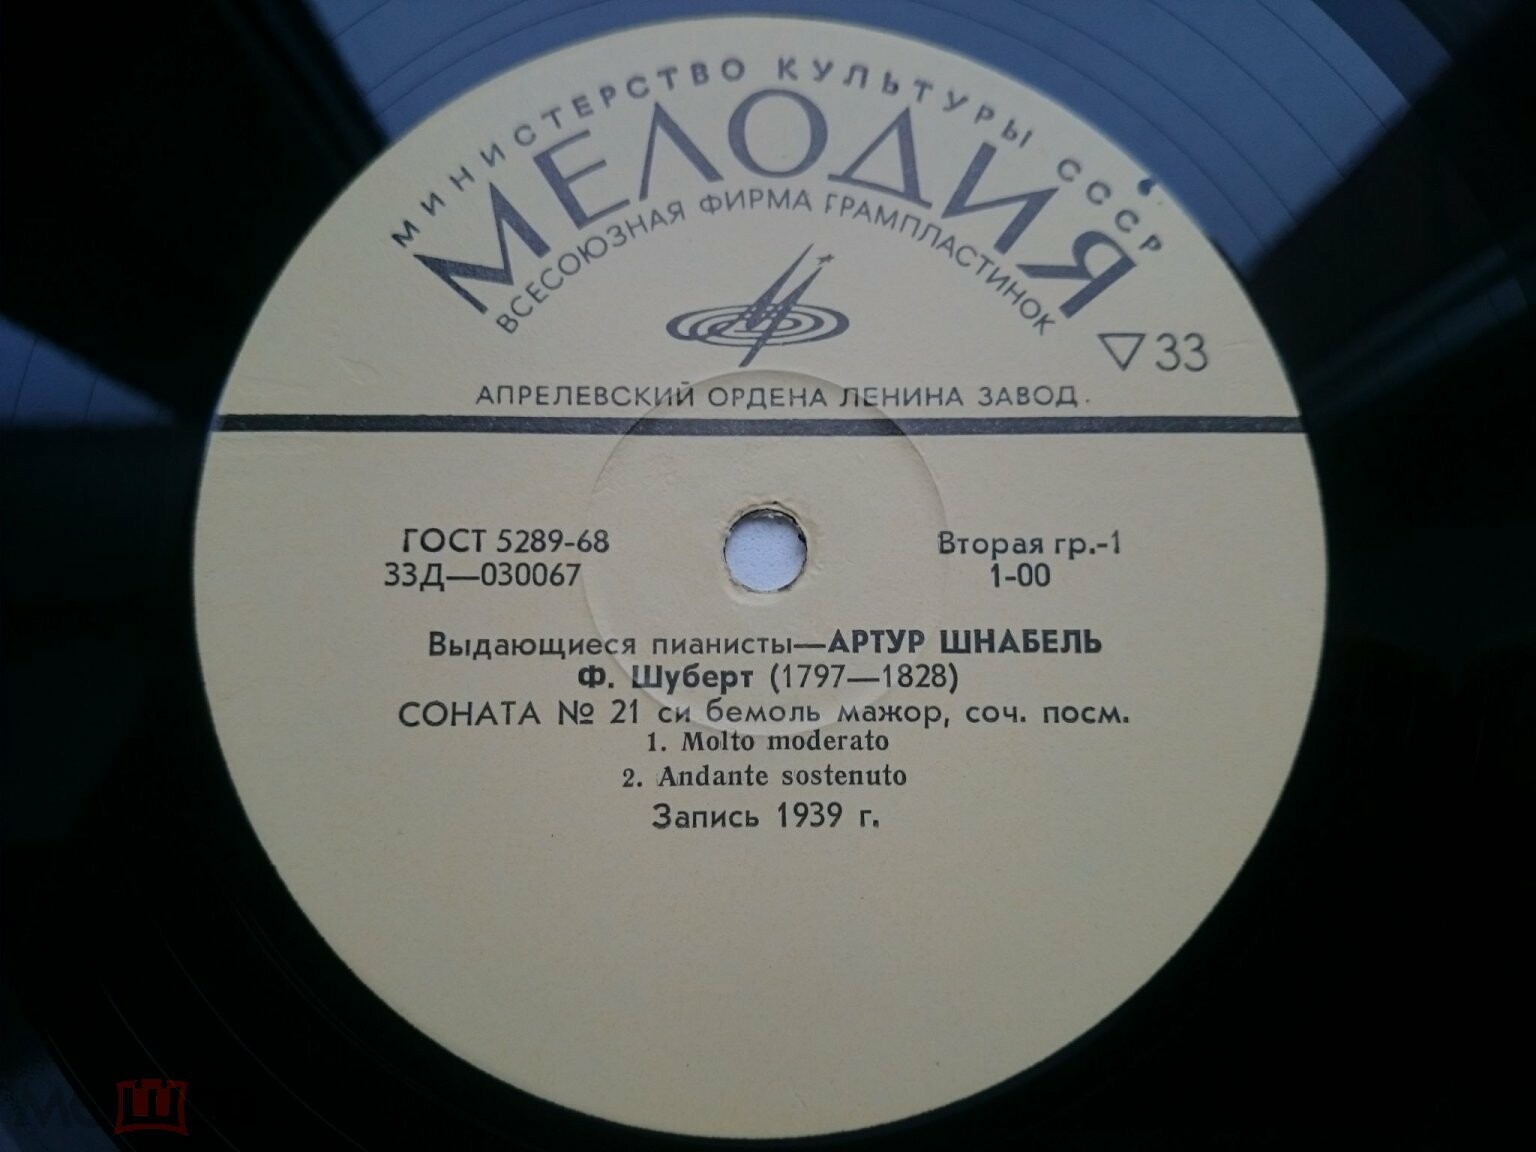 МИНИСТЕРСТВО КУЛЬТУРЫ СССР
МЕЛОДИЯ
ВСЕСОЮЗНАЯ ФИРМА ГРАМПЛАСТИНОК
33
АПРЕЛЕВСКИЙ ОРДЕНА ЛЕНИНА ЗАВОД
ГОСТ 5289-68
33Д—030067
Вторая гр.-1
1-00
Выдающиеся пианисты—АРТУР ШНАБЕЛЬ
Ф. Шуберт (1797—1828)
СОНАТА № 21 си бемоль мажор, соч. посм.
1. Molto moderato
2. Andante sostenuto
Запись 1939 г.